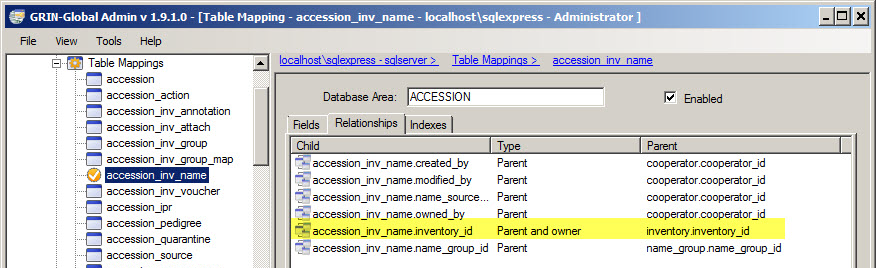 GRIN-Global Admin v 1.9.1.0 - [Table Mapping - accession_inv_name - localhost\sqlexpress - Administrator ]
File View Tools Help
Table Mappings
accession
accession_action
accession_inv_annotation
accession_inv_attach
accession_inv_group
accession_inv_group_map
accession_inv_name
accession_inv_voucher
accession_ipr
accession_pedigree
accession_quarantine
accession_source
localhost\sqlexpress - sqlserver > Table Mappings > accession_inv_name
Database Area: ACCESSION Enabled
Fields Relationships Indexes
Child Type Parent
accession_inv_name.created_by Parent cooperator.cooperator_id
accession_inv_name.modified_by Parent cooperator.cooperator_id
accession_inv_name.name_source... Parent cooperator.cooperator_id
accession_inv_name.owned_by Parent cooperator.cooperator_id
accession_inv_name.inventory_id Parent and owner inventory.inventory_id
accession_inv_name.name_group_id Parent name_group.name_group_id